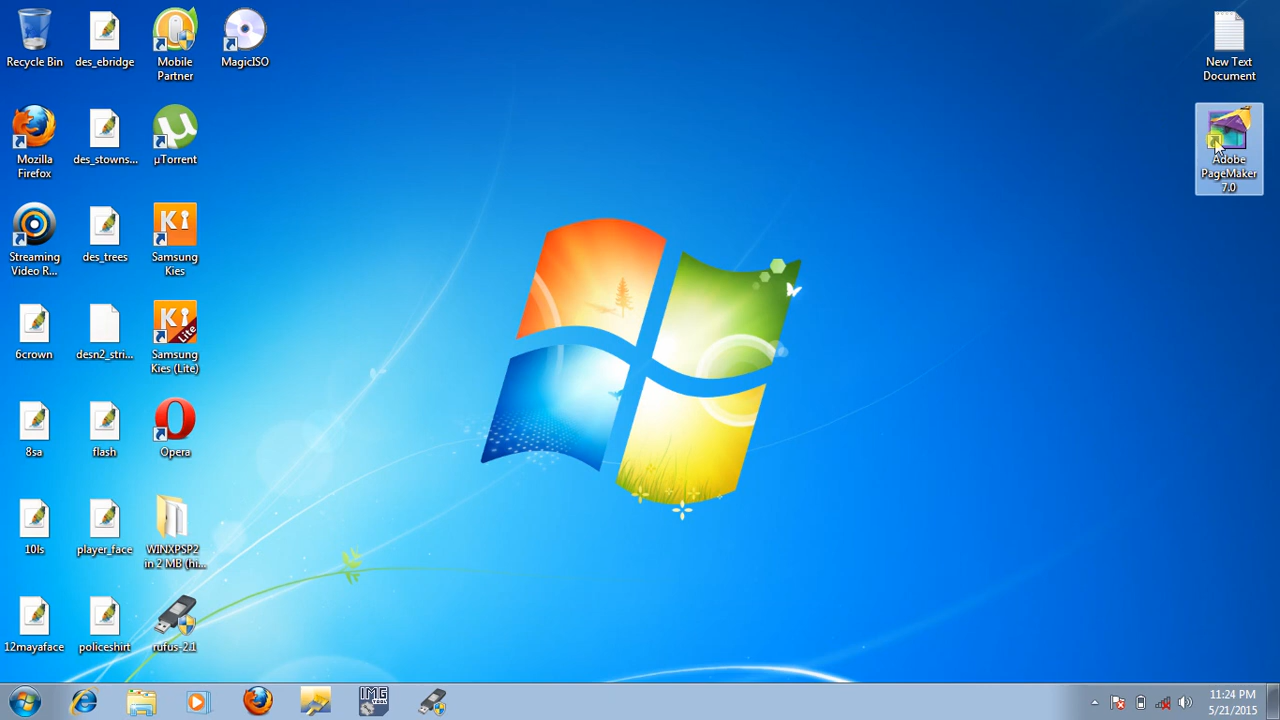 Recycle Bin
des_ebridge
Mobile
Partner
MagicISO
Mozilla
Firefox
des_stowns...
µTorrent
Streaming
Video R...
des_trees
Samsung
Kies
6crown
desn2_stri...
Lite
Samsung
Kies (Lite)
8sa
flash
Opera
10ls
player_face
WINXPSP2
in 2 MB (hi...
12mayaface
policeshirt
rufus-2.1
New Text
Document
Adobe
PageMaker
7.0
IMG
11:24 PM
5/21/2015